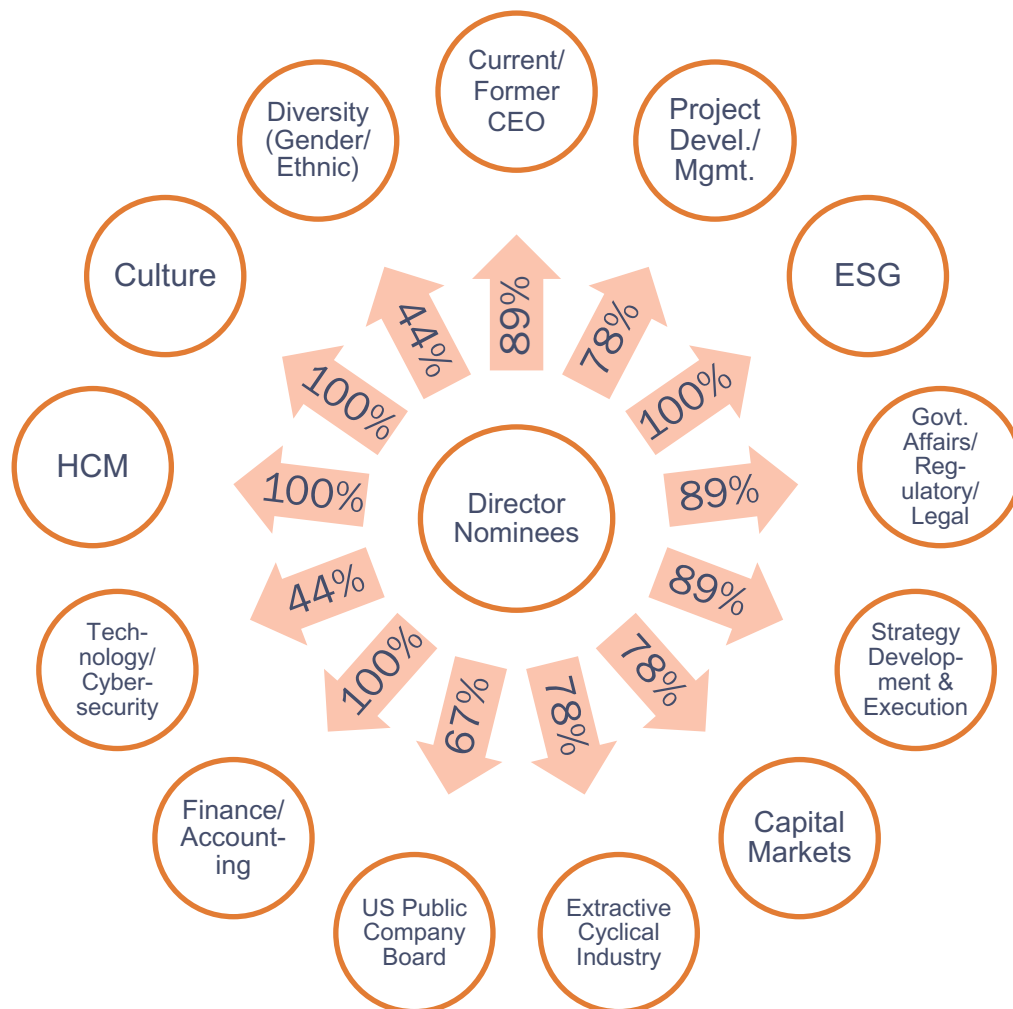 Current/
Former
CEO
Project
Devel./
Mgmt.
ESG
Govt.
Affairs/
Reg-
ulatory/
Legal
Strategy
Develop-
ment &
Execution
Capital
Markets
Extractive
Cyclical
Industry
US Public
Company
Board
Finance/
Account-
ing
Tech-
nology/
Cyber-
security
HCM
Culture
Diversity
(Gender/
Ethnic)
89%
78%
100%
89%
89%
78%
78%
67%
100%
44%
100%
100%
44%
Director
Nominees